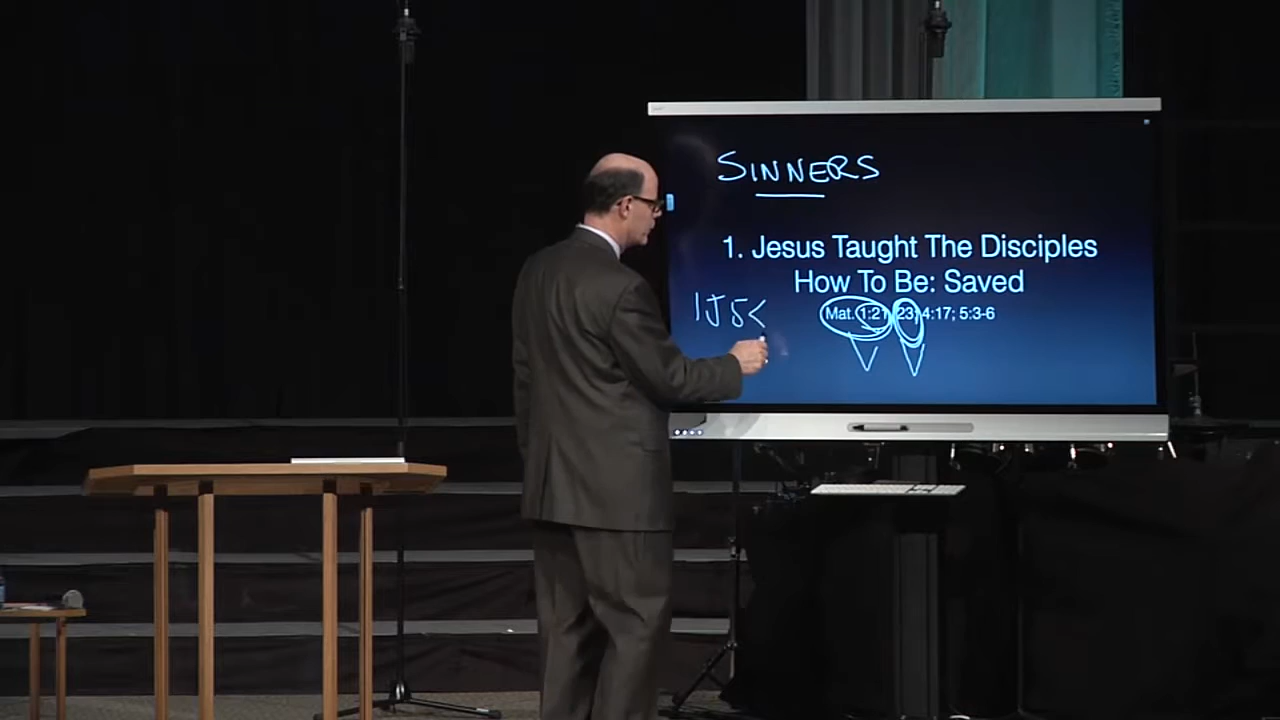 SINNERS
1. Jesus Taught The Disciples
How To Be: Saved
Mat. 1:21, 23; 4:17; 5:3-6
1J5<